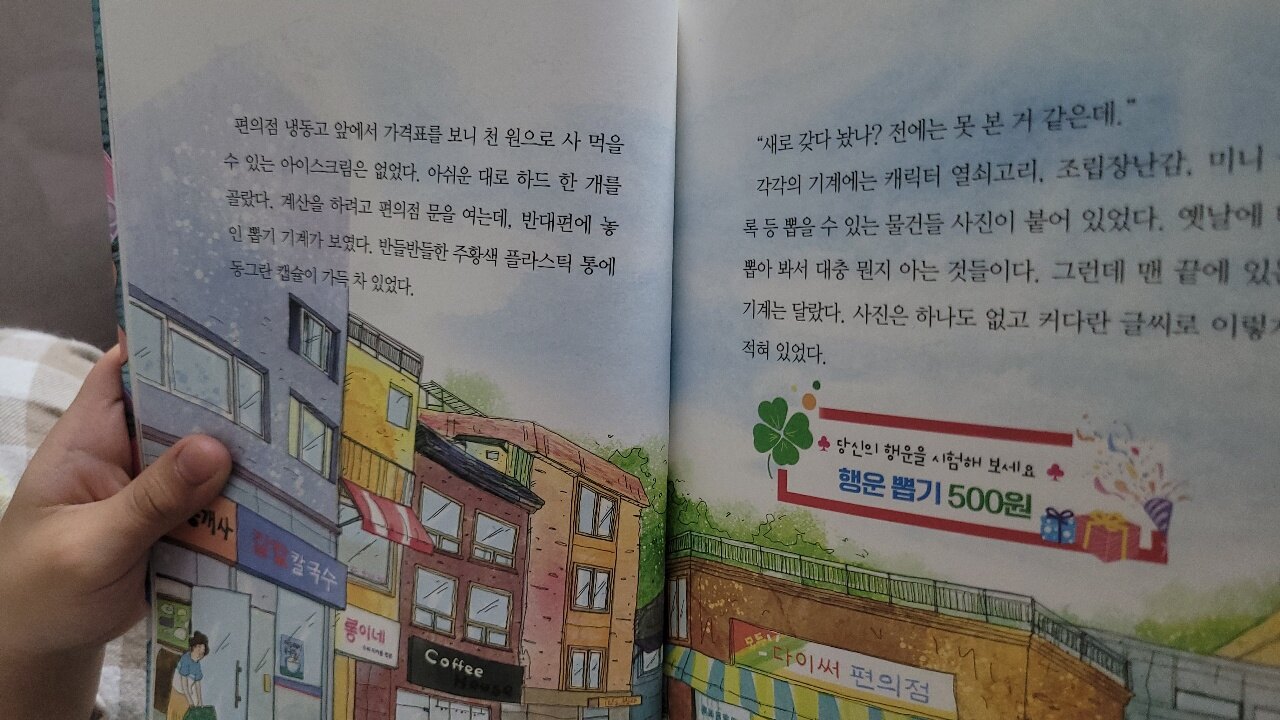 편의점 냉동고 앞에서 가격표를 보니 천 원으로 사 먹을
수 있는 아이스크림은 없었다. 아쉬운 대로 하드 한 개를
골랐다. 계산을 하려고 편의점 문을 여는데, 반대편에 놓
인 뽑기 기계가 보였다. 반들반들한 주황색 플라스틱 통에
동그란 캡슐이 가득 차 있었다.
칼국수
롱이네
Coffee
House
“새로 갖다 놨나? 전에는 못 본 거 같은데.”
각각의 기계에는 캐릭터 열쇠고리, 조립장난감, 미니
록 등 뽑을 수 있는 물건들 사진이 붙어 있었다. 옛날에
뽑아 봐서 대충 뭔지 아는 것들이다. 그런데 맨 끝에
기계는 달랐다. 사진은 하나도 없고 커다란 글씨로
적혀 있었다.
당신의 행운을 시험해 보세요
행운 뽑기 500원
다이써 편의점